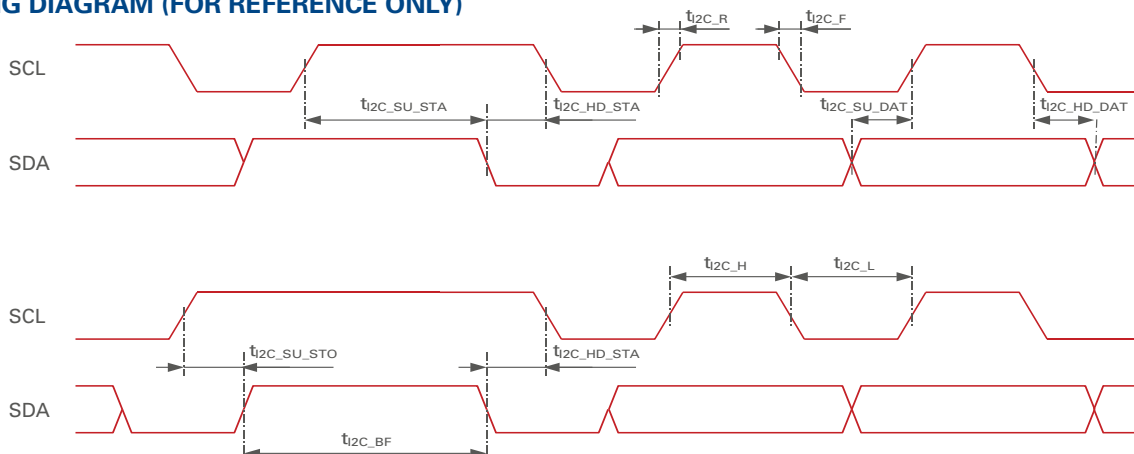 NG DIAGRAM (FOR REFERENCE ONLY)
tI2C_R
tI2C_F
SCL
tI2C_SU_STA
tI2C_HD_STA
tI2C_SU_DAT
tI2C_HD_DAT
SDA
tI2C_H
tI2C_L
SCL
tI2C_SU_STO
tI2C_HD_STA
SDA
tI2C_BF